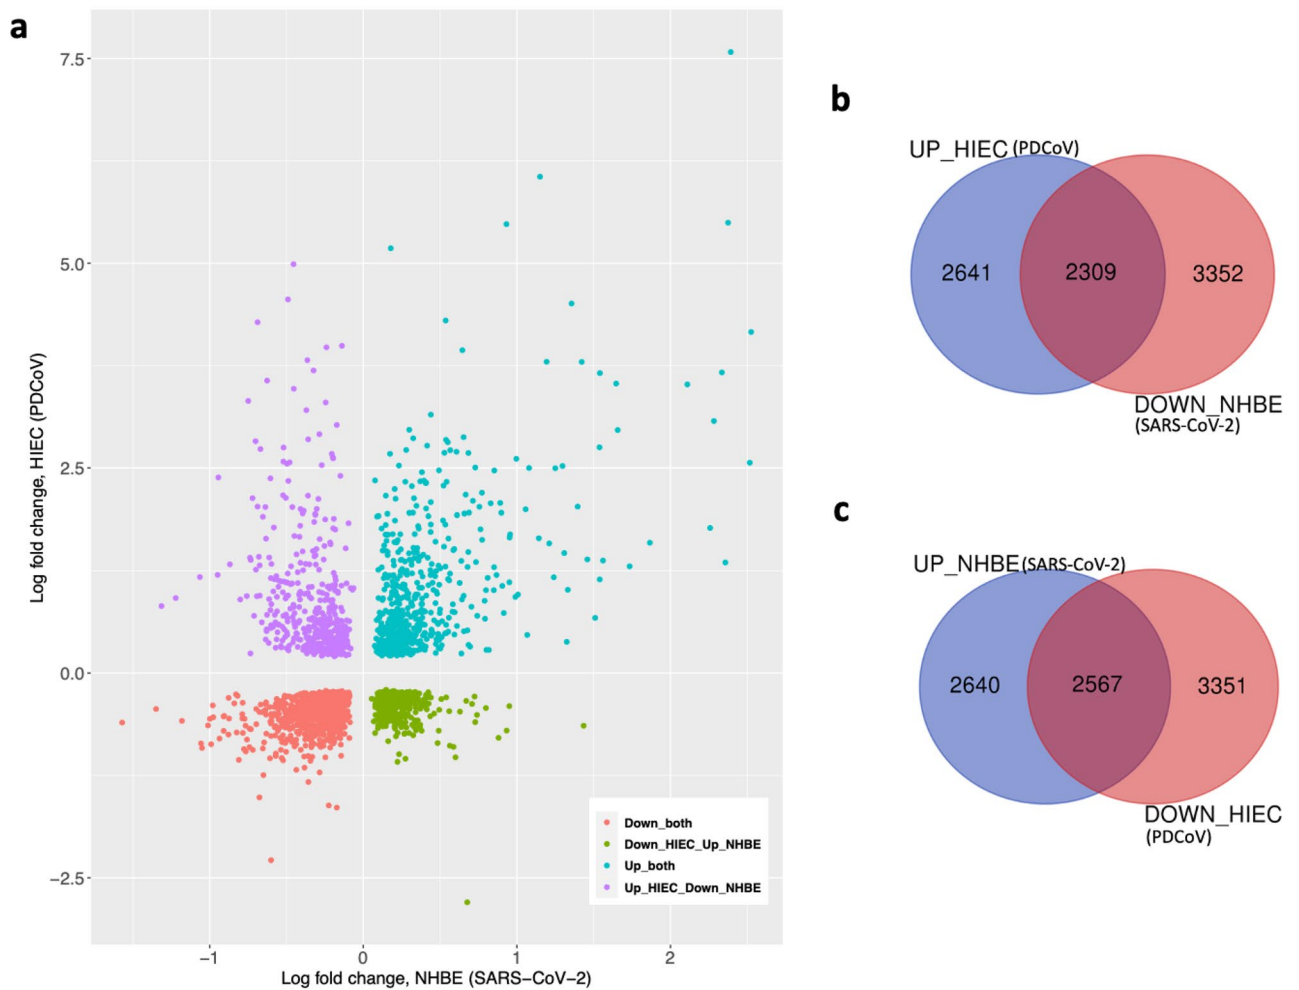 a
7.5
5.0
2.5
0.0
−2.5
Log fold change, HIEC (PDCoV)
−1
0
1
2
Log fold change, NHBE (SARS−CoV−2)
Down_both
Down_HIEC_Up_NHBE
Up_both
Up_HIEC_Down_NHBE
b
UP_HIEC (PDCoV)
2641
2309
3352
DOWN_NHBE
(SARS-CoV-2)
c
UP_NHBE (SARS-CoV-2)
2640
2567
3351
DOWN_HIEC
(PDCoV)